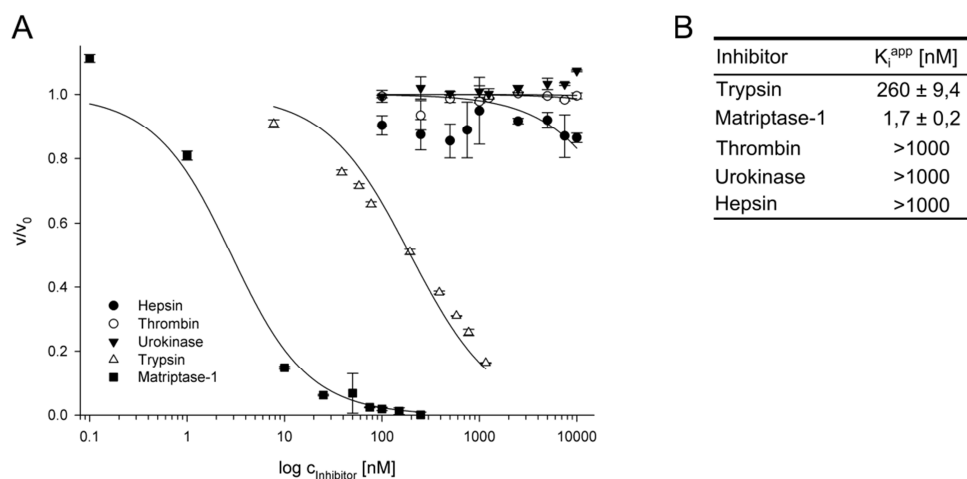 A
1.0
0.8
0.6
0.4
0.2
0.0
v/v0
Hepsin
Thrombin
Urokinase
Trypsin
Matriptase-1
0.1
1
10
100
1000
10000
log cInhibitor [nM]
B
Inhibitor Kiapp [nM]
Trypsin 260 ± 9,4
Matriptase-1 1,7 ± 0,2
Thrombin >1000
Urokinase >1000
Hepsin >1000